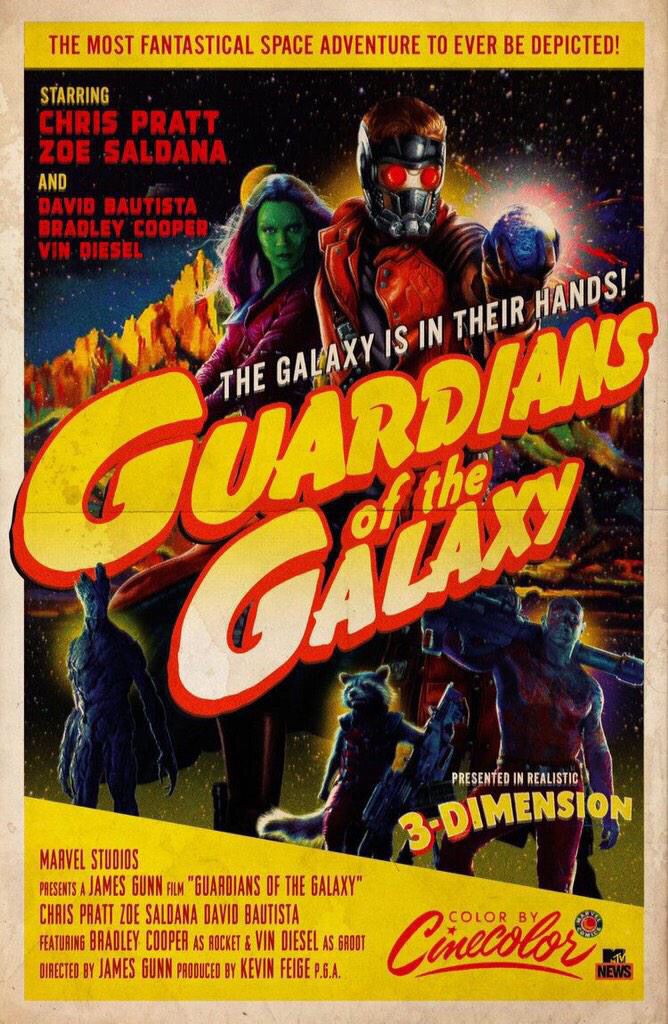 THE MOST FANTASTICAL SPACE ADVENTURE TO EVER BE DEPICTED!
STARRING
CHRIS PRATT
ZOE SALDANA
AND
DAVID BAUTISTA
BRADLEY COOPER
VIN DIESEL
THE GALAXY IS IN THEIR HANDS!
GUARDIANS
of the
GALAXY
PRESENTED IN REALISTIC
3-DIMENSION
MARVEL STUDIOS
PRESENTS A JAMES GUNN FILM "GUARDIANS OF THE GALAXY"
CHRIS PRATT ZOE SALDANA DAVID BAUTISTA
FEATURING BRADLEY COOPER AS ROCKET & VIN DIESEL AS GROOT
DIRECTED BY JAMES GUNN PRODUCED BY KEVIN FEIGE P.G.A.
COLOR BY
Cinecolor
MARVEL COMICS
MTV
NEWS